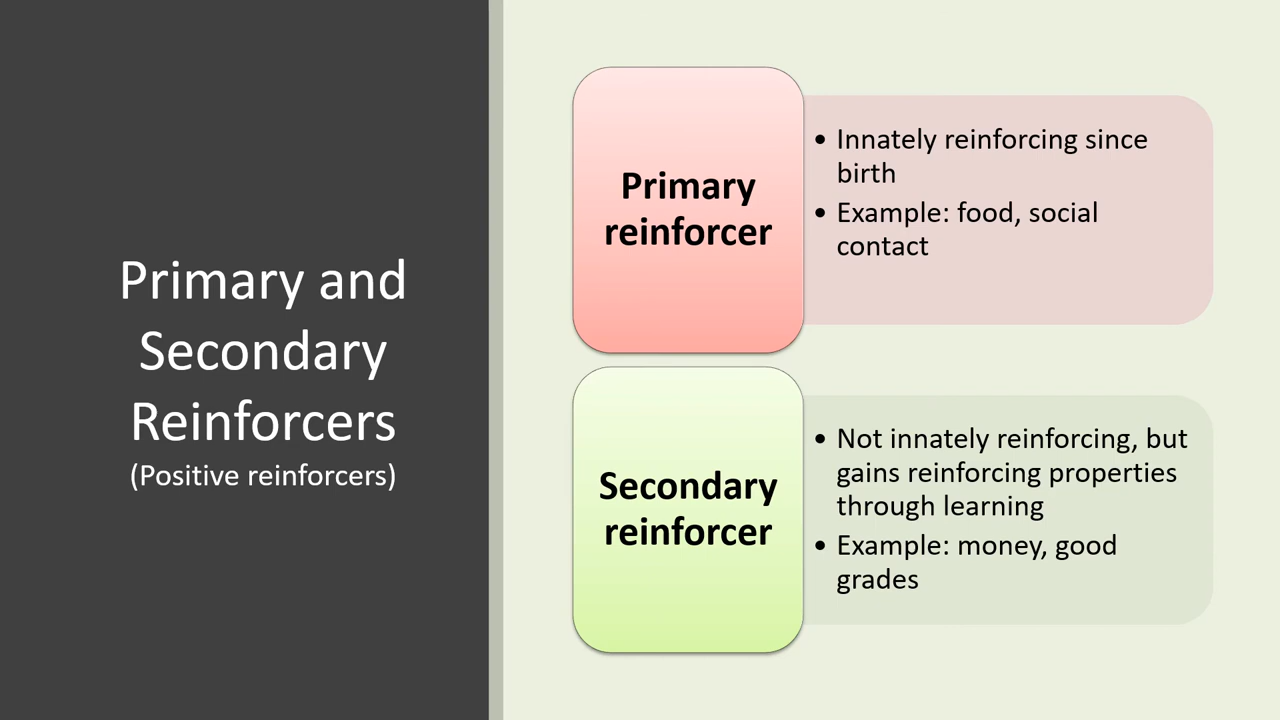 Primary and
Secondary
Reinforcers
(Positive reinforcers)
Primary
reinforcer
• Innately reinforcing since
birth
• Example: food, social
contact
Secondary
reinforcer
• Not innately reinforcing, but
gains reinforcing properties
through learning
• Example: money, good
grades